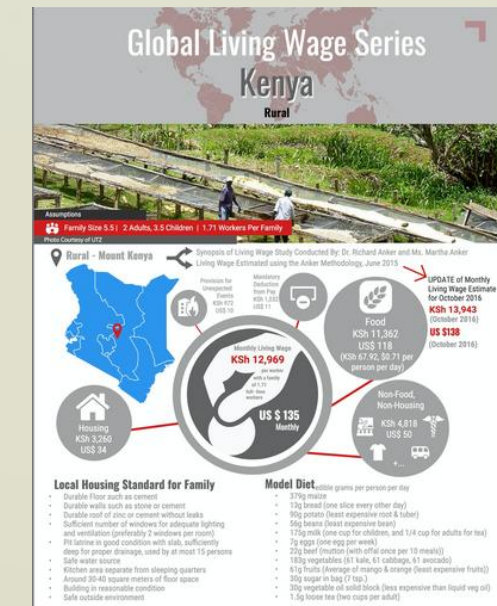 Global Living Wage Series
Kenya
Rural
Assumptions
Family Size 5.5 | 2 Adults, 3.5 Children | 1.71 Workers Per Family
Photo Courtesy of UTZ
Rural - Mount Kenya
Synopsis of Living Wage Study Conducted By: Dr. Richard Anker and Ms. Martha Anker
Living Wage Estimated using the Anker Methodology, June 2015
UPDATE of Monthly
Living Wage Estimate
for October 2016
KSh 13,943
(October 2016)
US $138
(October 2016)
Provision for
Unexpected
Events
KSh 972
US$ 10
Mandatory
Deduction
from Pay
US$ 11
Food
KSh 11,362
US$ 118
(KSh 67.92, $0.71 per
person per day)
Monthly Living Wage
KSh 12,969
per worker
with a family
of 5.5 
workers
US $ 135
Monthly
Non-Food,
Non-Housing
KSh 4,818
US$ 50
+...
Housing
KSh 3,260
US$ 34
Local Housing Standard for Family
Durable Floor such as cement
Durable walls such as stone or cement
Durable roof of zinc or cement without leaks
Sufficient number of windows for adequate lighting
and ventilation (preferably 2 windows per room)
Pit latrine in good condition with slab, sufficiently
deep for proper drainage, used by at most 15 persons
Safe water source
Kitchen area separate from sleeping quarters
Around 30-40 square meters of floor space
Building in reasonable condition
Safe outside environment
Model Diet edible grams per person per day
379g maize
13g bread (one slice every other day)
90g potato (least expensive root & tuber)
56g beans (least expensive bean)
175g milk (one cup for children, and 1/4 cup for adults for tea)
7g eggs (one egg per week)
22g beef (mutton (with offal once per 10 meals))
183g vegetables (61 kale, 61 cabbage, 61 avocado)
61g fruits (Average of mango & orange (least expensive fruits))
30g sugar in bag (7 tsp.)
30g vegetable oil solid block (less expensive than liquid veg oil)
1.5g loose tea (two cups per adult)